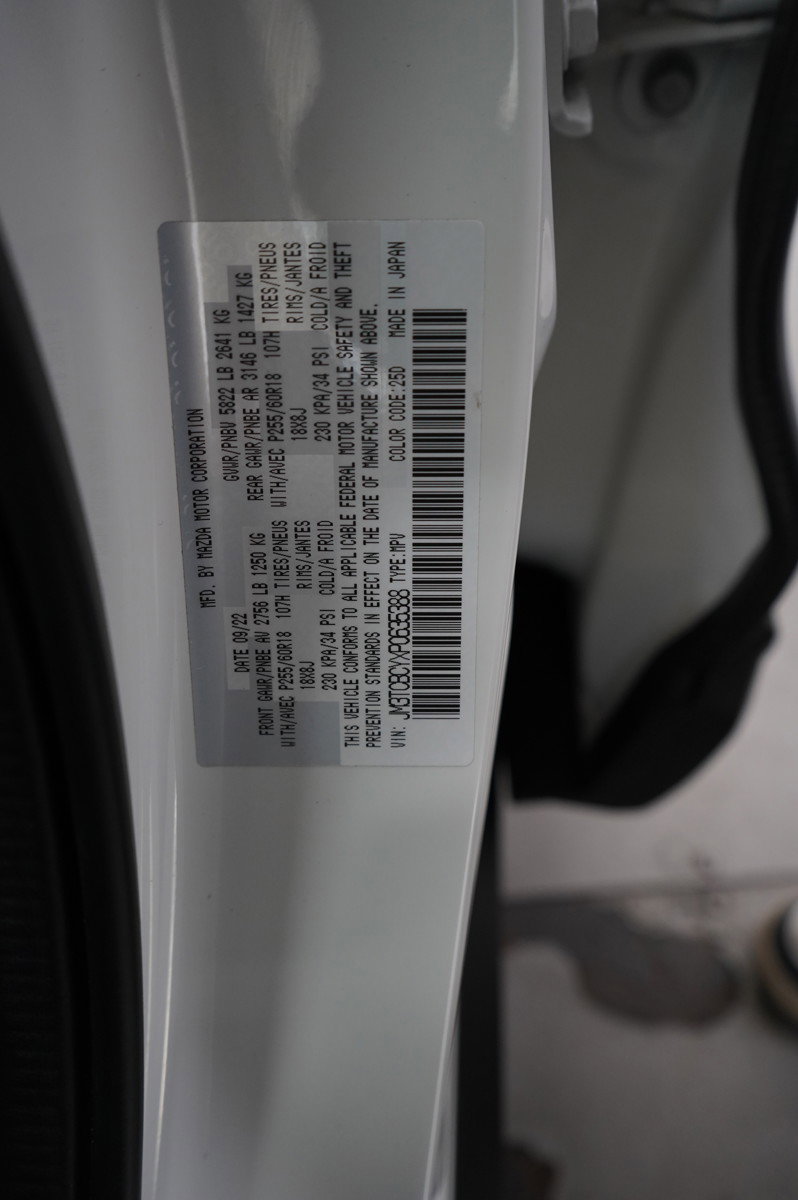 MFD. BY MAZDA MOTOR CORPORATION
DATE 09/22 GVWR/PNBV 5822 LB 2641 KG
FRONT GAWR/PNBE AV 2756 LB 1250 KG REAR GAWR/PNBE AR 3146 LB 1427 KG
WITH/AVEC P255/60R18 107H TIRES/PNEUS WITH/AVEC P255/60R18 107H TIRES/PNEUS
18X8J RIMS/JANTES 18X8J RIMS/JANTES
230 KPA/34 PSI COLD/A FROID 230 KPA/34 PSI COLD/A FROID
THIS VEHICLE CONFORMS TO ALL APPLICABLE FEDERAL MOTOR VEHICLE SAFETY AND THEFT
PREVENTION STANDARDS IN EFFECT ON THE DATE OF MANUFACTURE SHOWN ABOVE.
VIN: JM3TCBCYXP0635388 TYPE:MPV COLOR CODE:25D MADE IN JAPAN